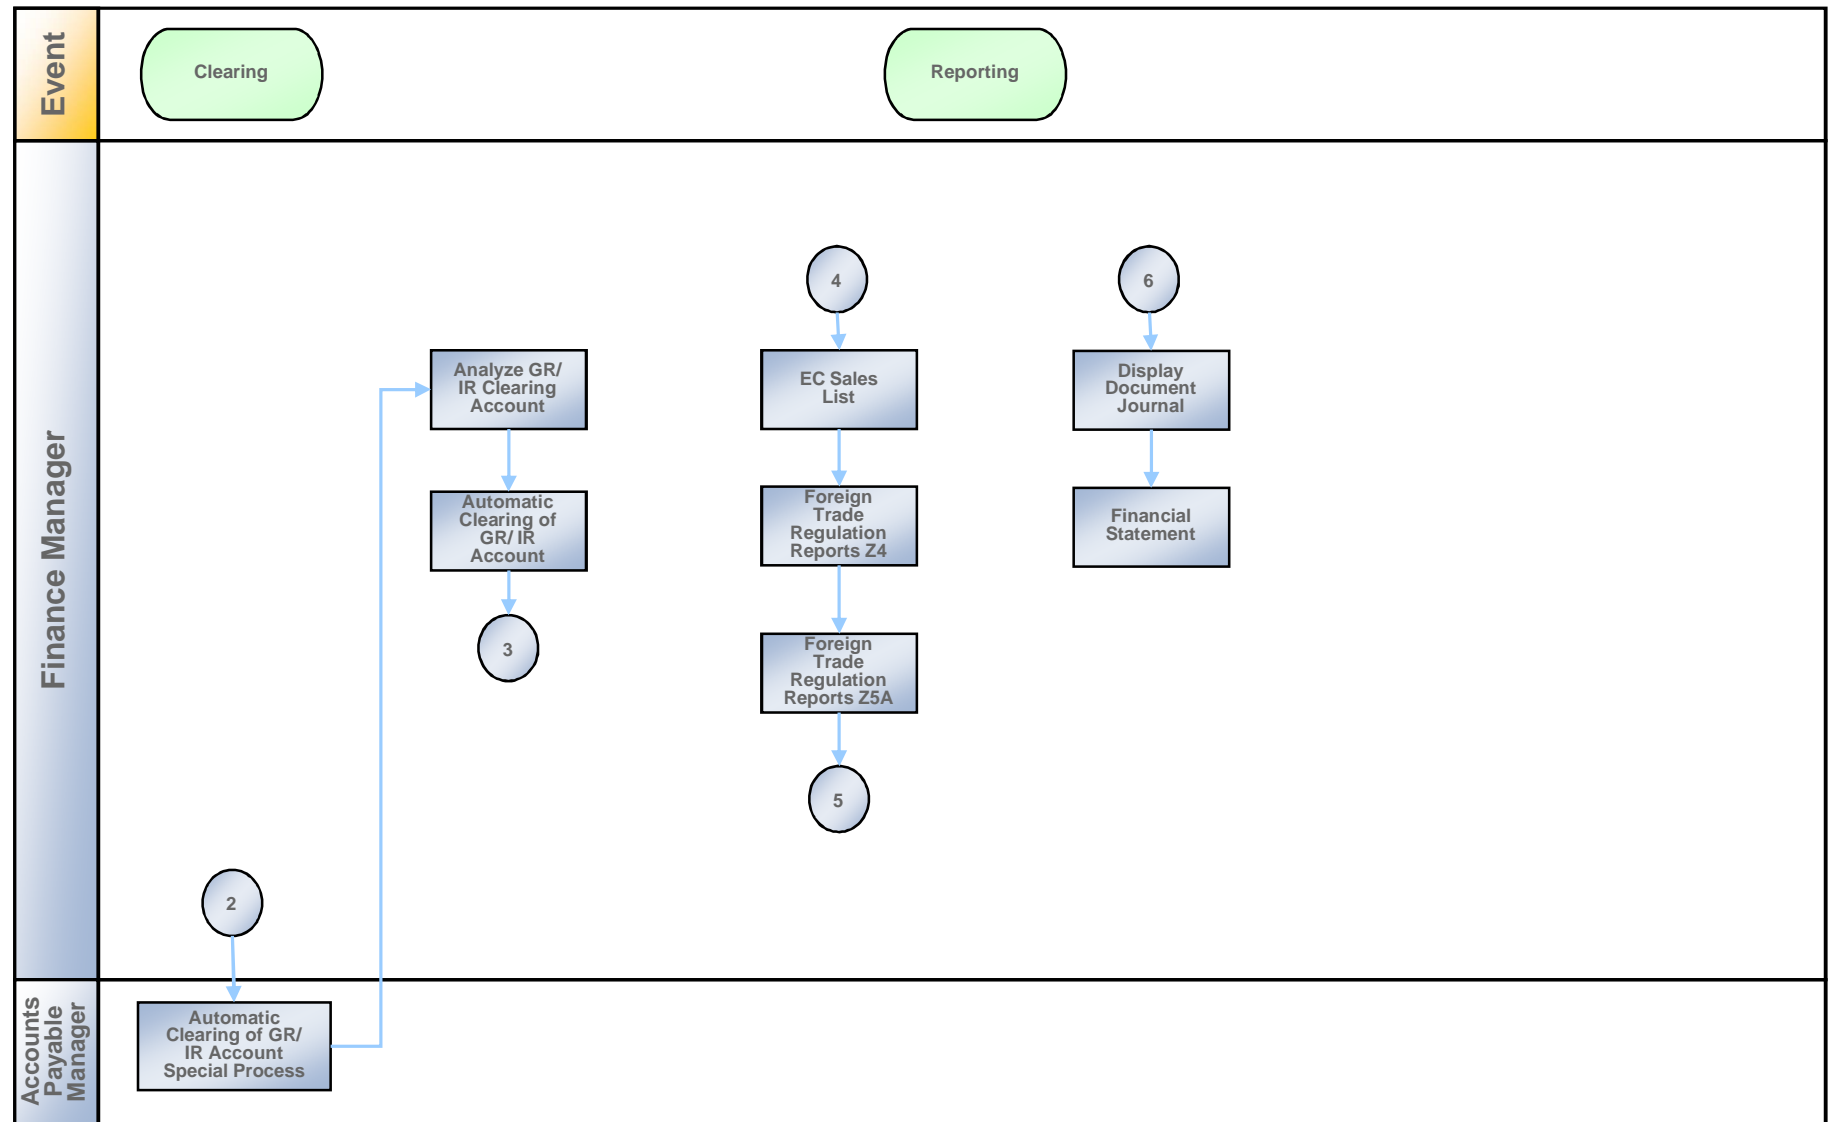 Event
Clearing
Reporting
Finance Manager
4
6
Analyze GR/
IR Clearing
Account
EC Sales
List
Display
Document
Journal
Automatic
Clearing of
GR/ IR
Account
Foreign
Trade
Regulation
Reports Z4
Financial
Statement
3
Foreign
Trade
Regulation
Reports Z5A
5
2
Accounts
Payable
Manager
Automatic
Clearing of GR/
IR Account
Special Process